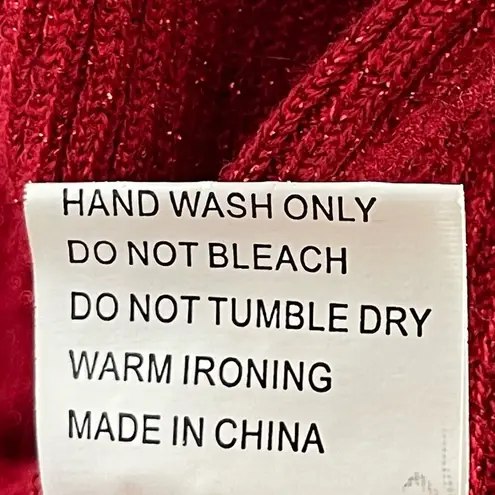 HAND WASH ONLY
DO NOT BLEACH
DO NOT TUMBLE DRY
WARM IRONING
MADE IN CHINA